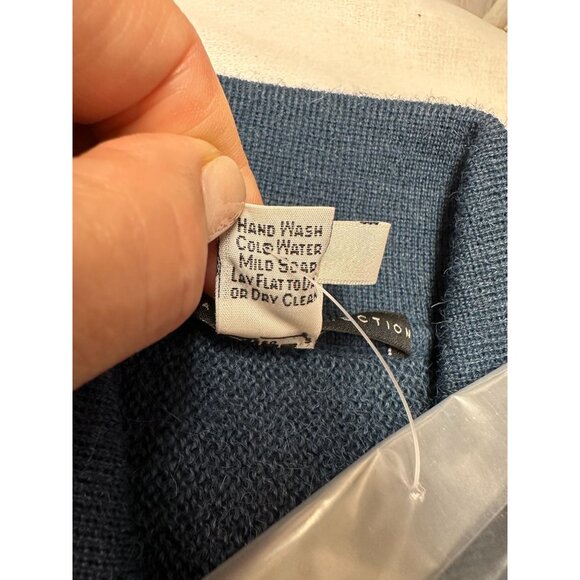 HAND WASH
COLD WATER
MILD SOAP
LAY FLAT TO
OR DRY CLEAN